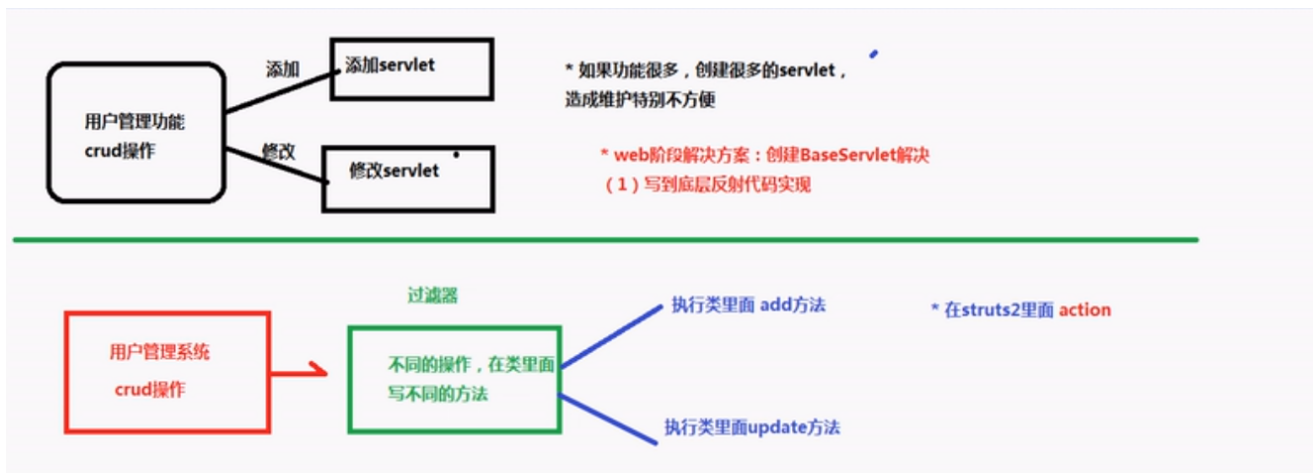 添加
添加servlet
用户管理功能
crud操作
修改
修改servlet
* 如果功能很多，创建很多的servlet，
造成维护特别不方便
* web阶段解决方案：创建BaseServlet解决
（1）写到底层反射代码实现
过滤器
用户管理系统
crud操作
不同的操作，在类里面
写不同的方法
执行类里面 add方法
执行类里面update方法
* 在struts2里面 action